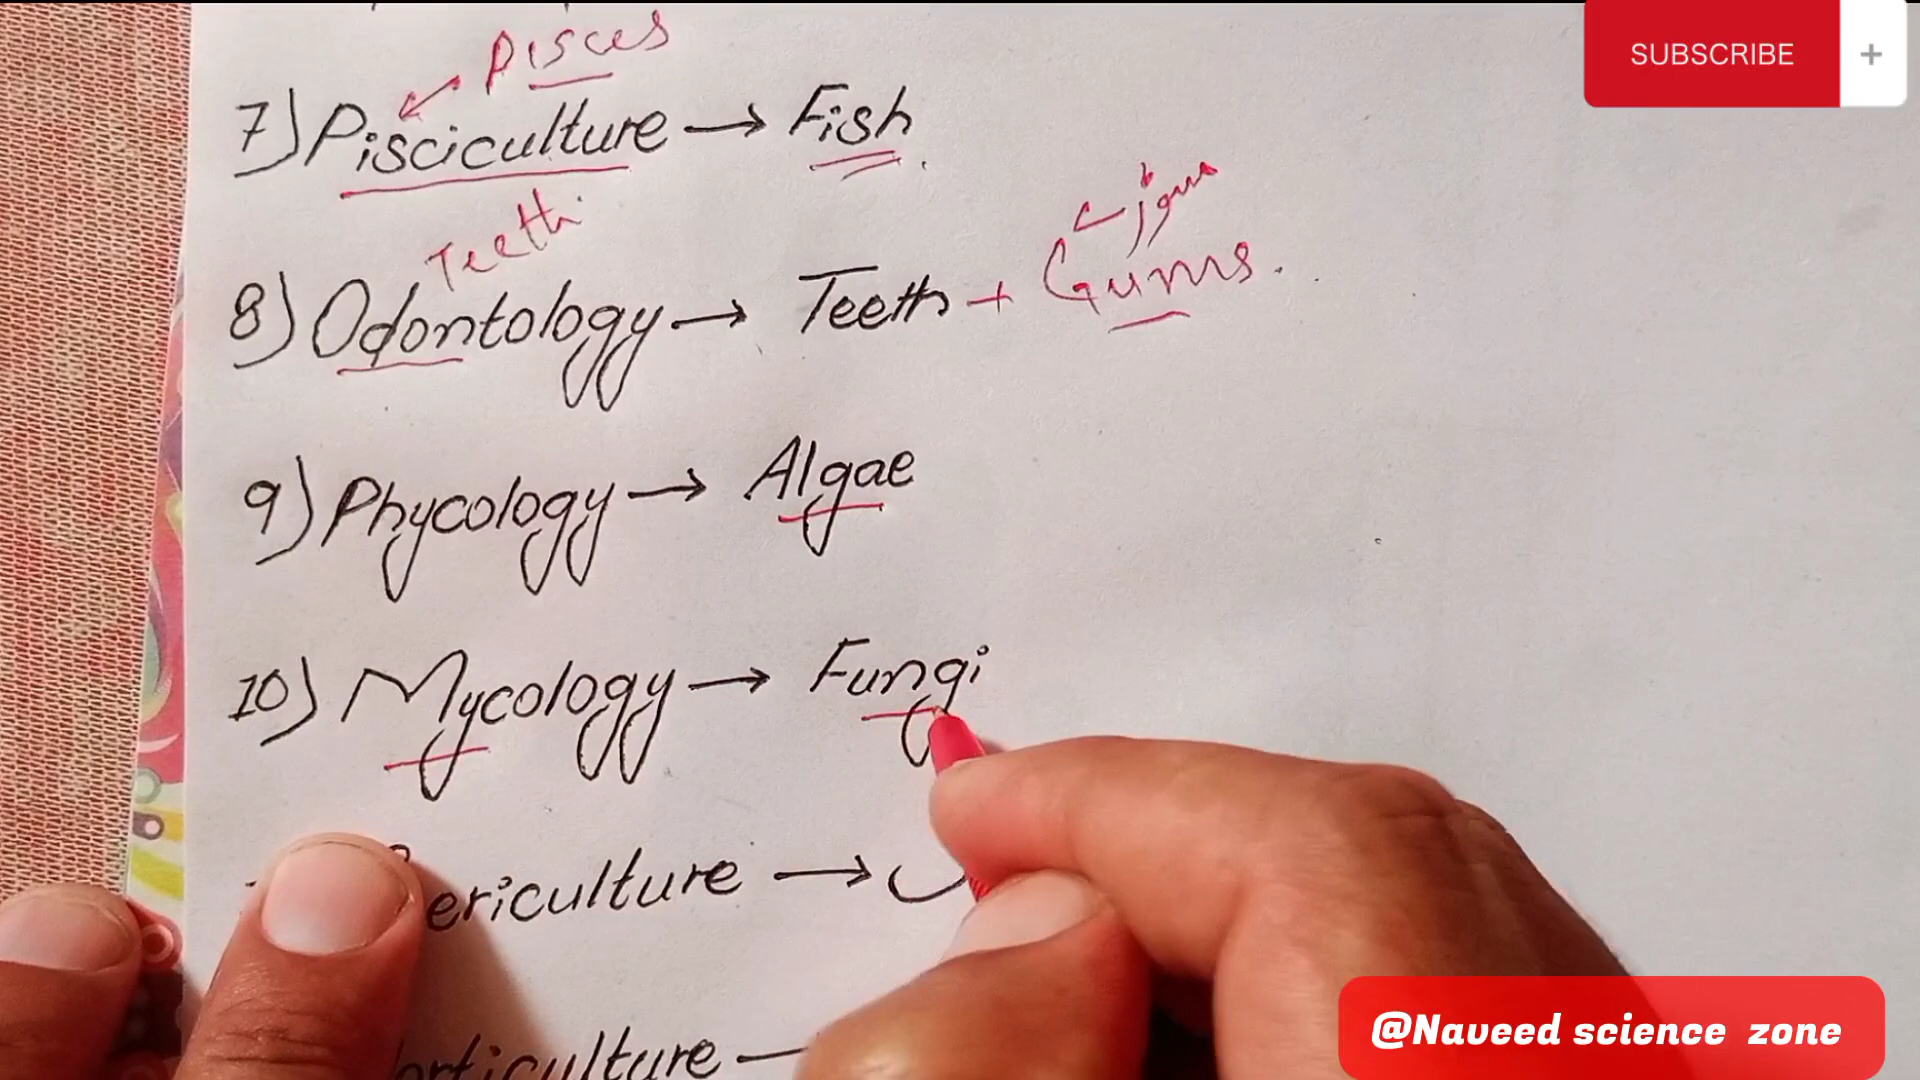 Pisces
SUBSCRIBE +
7) Pisciculture → Fish.
Teeth
8) Odontology → Teeth + Gums.
9) Phycology → Algae
10) Mycology → Fungi
ericulture →
orticulture —
@Naveed science zone